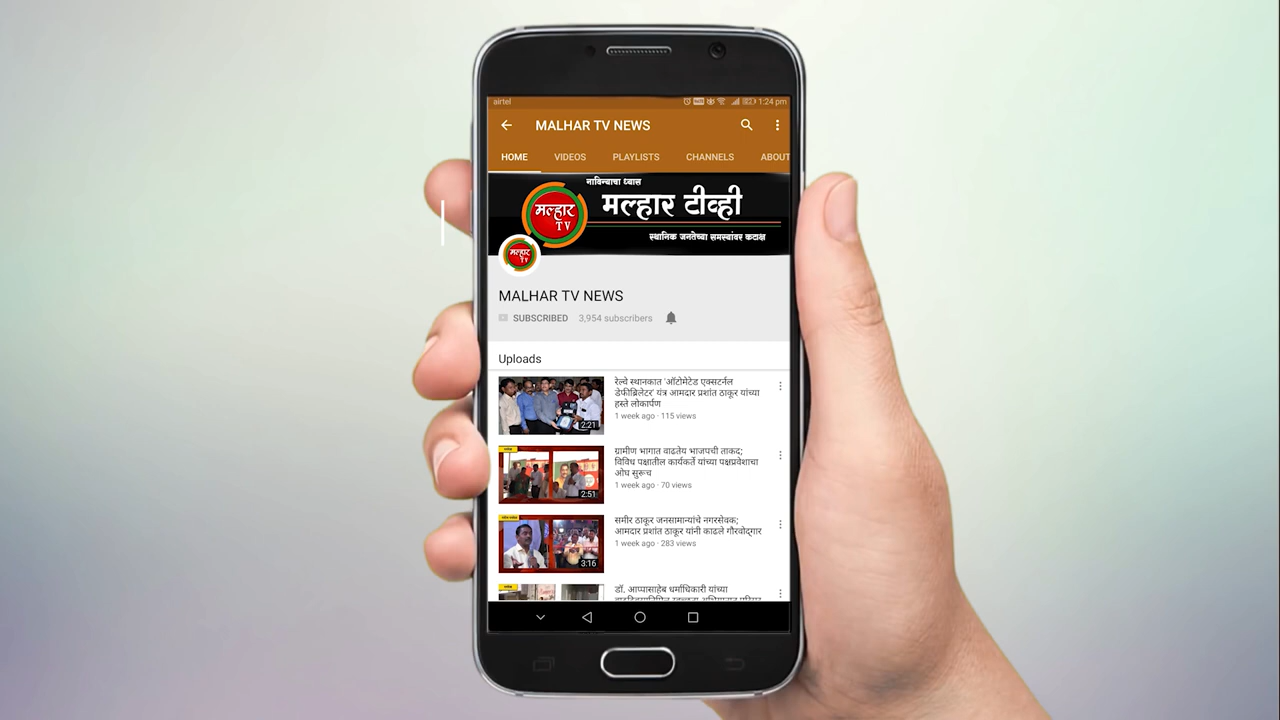 airtel
1:24 pm
MALHAR TV NEWS
HOME VIDEOS PLAYLISTS CHANNELS ABOUT
नाविन्याचा ध्यास
मल्हार टीव्ही
स्थानिक जनतेच्या समस्यांवर कटाक्ष
मल्हार
TV
मल्हार
TV
MALHAR TV NEWS
SUBSCRIBED 3,954 subscribers
Uploads
रेल्वे स्थानकात 'ऑटोमेटेड एक्सटर्नल
डेफीब्रिलेटर' यंत्र आमदार प्रशांत ठाकूर यांच्या
हस्ते लोकार्पण
1 week ago · 115 views
2:21
ग्रामीण भागात वाढतेय भाजपची ताकद;
विविध पक्षातील कार्यकर्ते यांच्या पक्षप्रवेशाचा
ओघ सुरूच
1 week ago · 70 views
2:51
समीर ठाकूर जनसामान्यांचे नगरसेवक;
आमदार प्रशांत ठाकूर यांनी काढले गौरवोद्गार
1 week ago · 283 views
3:16
डॉ. आप्पासाहेब धर्माधिकारी यांच्या